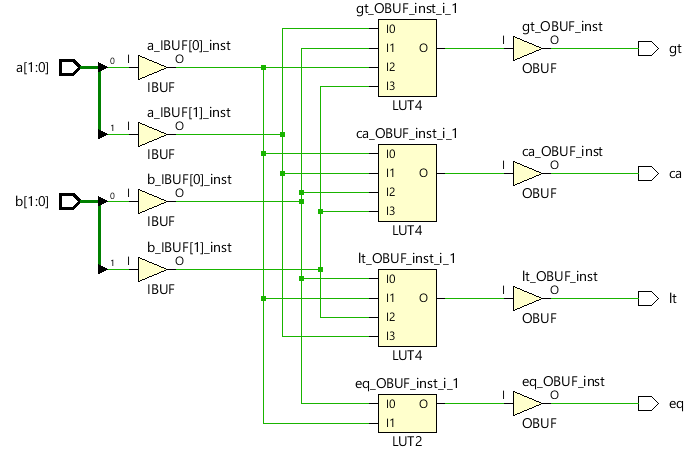 gt_OBUF_inst_i_1
a_IBUF[0]_inst
I0
gt_OBUF_inst
a[1:0]
0
I
O
I1
O
I
O
gt
I2
IBUF
I3
OBUF
LUT4
a_IBUF[1]_inst
1
I
O
ca_OBUF_inst_i_1
IBUF
I0
ca_OBUF_inst
b_IBUF[0]_inst
I1
O
I
O
ca
b[1:0]
0
I
O
I2
I3
OBUF
IBUF
LUT4
b_IBUF[1]_inst
lt_OBUF_inst_i_1
1
I
O
I0
lt_OBUF_inst
IBUF
I1
O
I
O
lt
I2
I3
OBUF
LUT4
eq_OBUF_inst_i_1
eq_OBUF_inst
I0
O
I
O
eq
I1
OBUF
LUT2